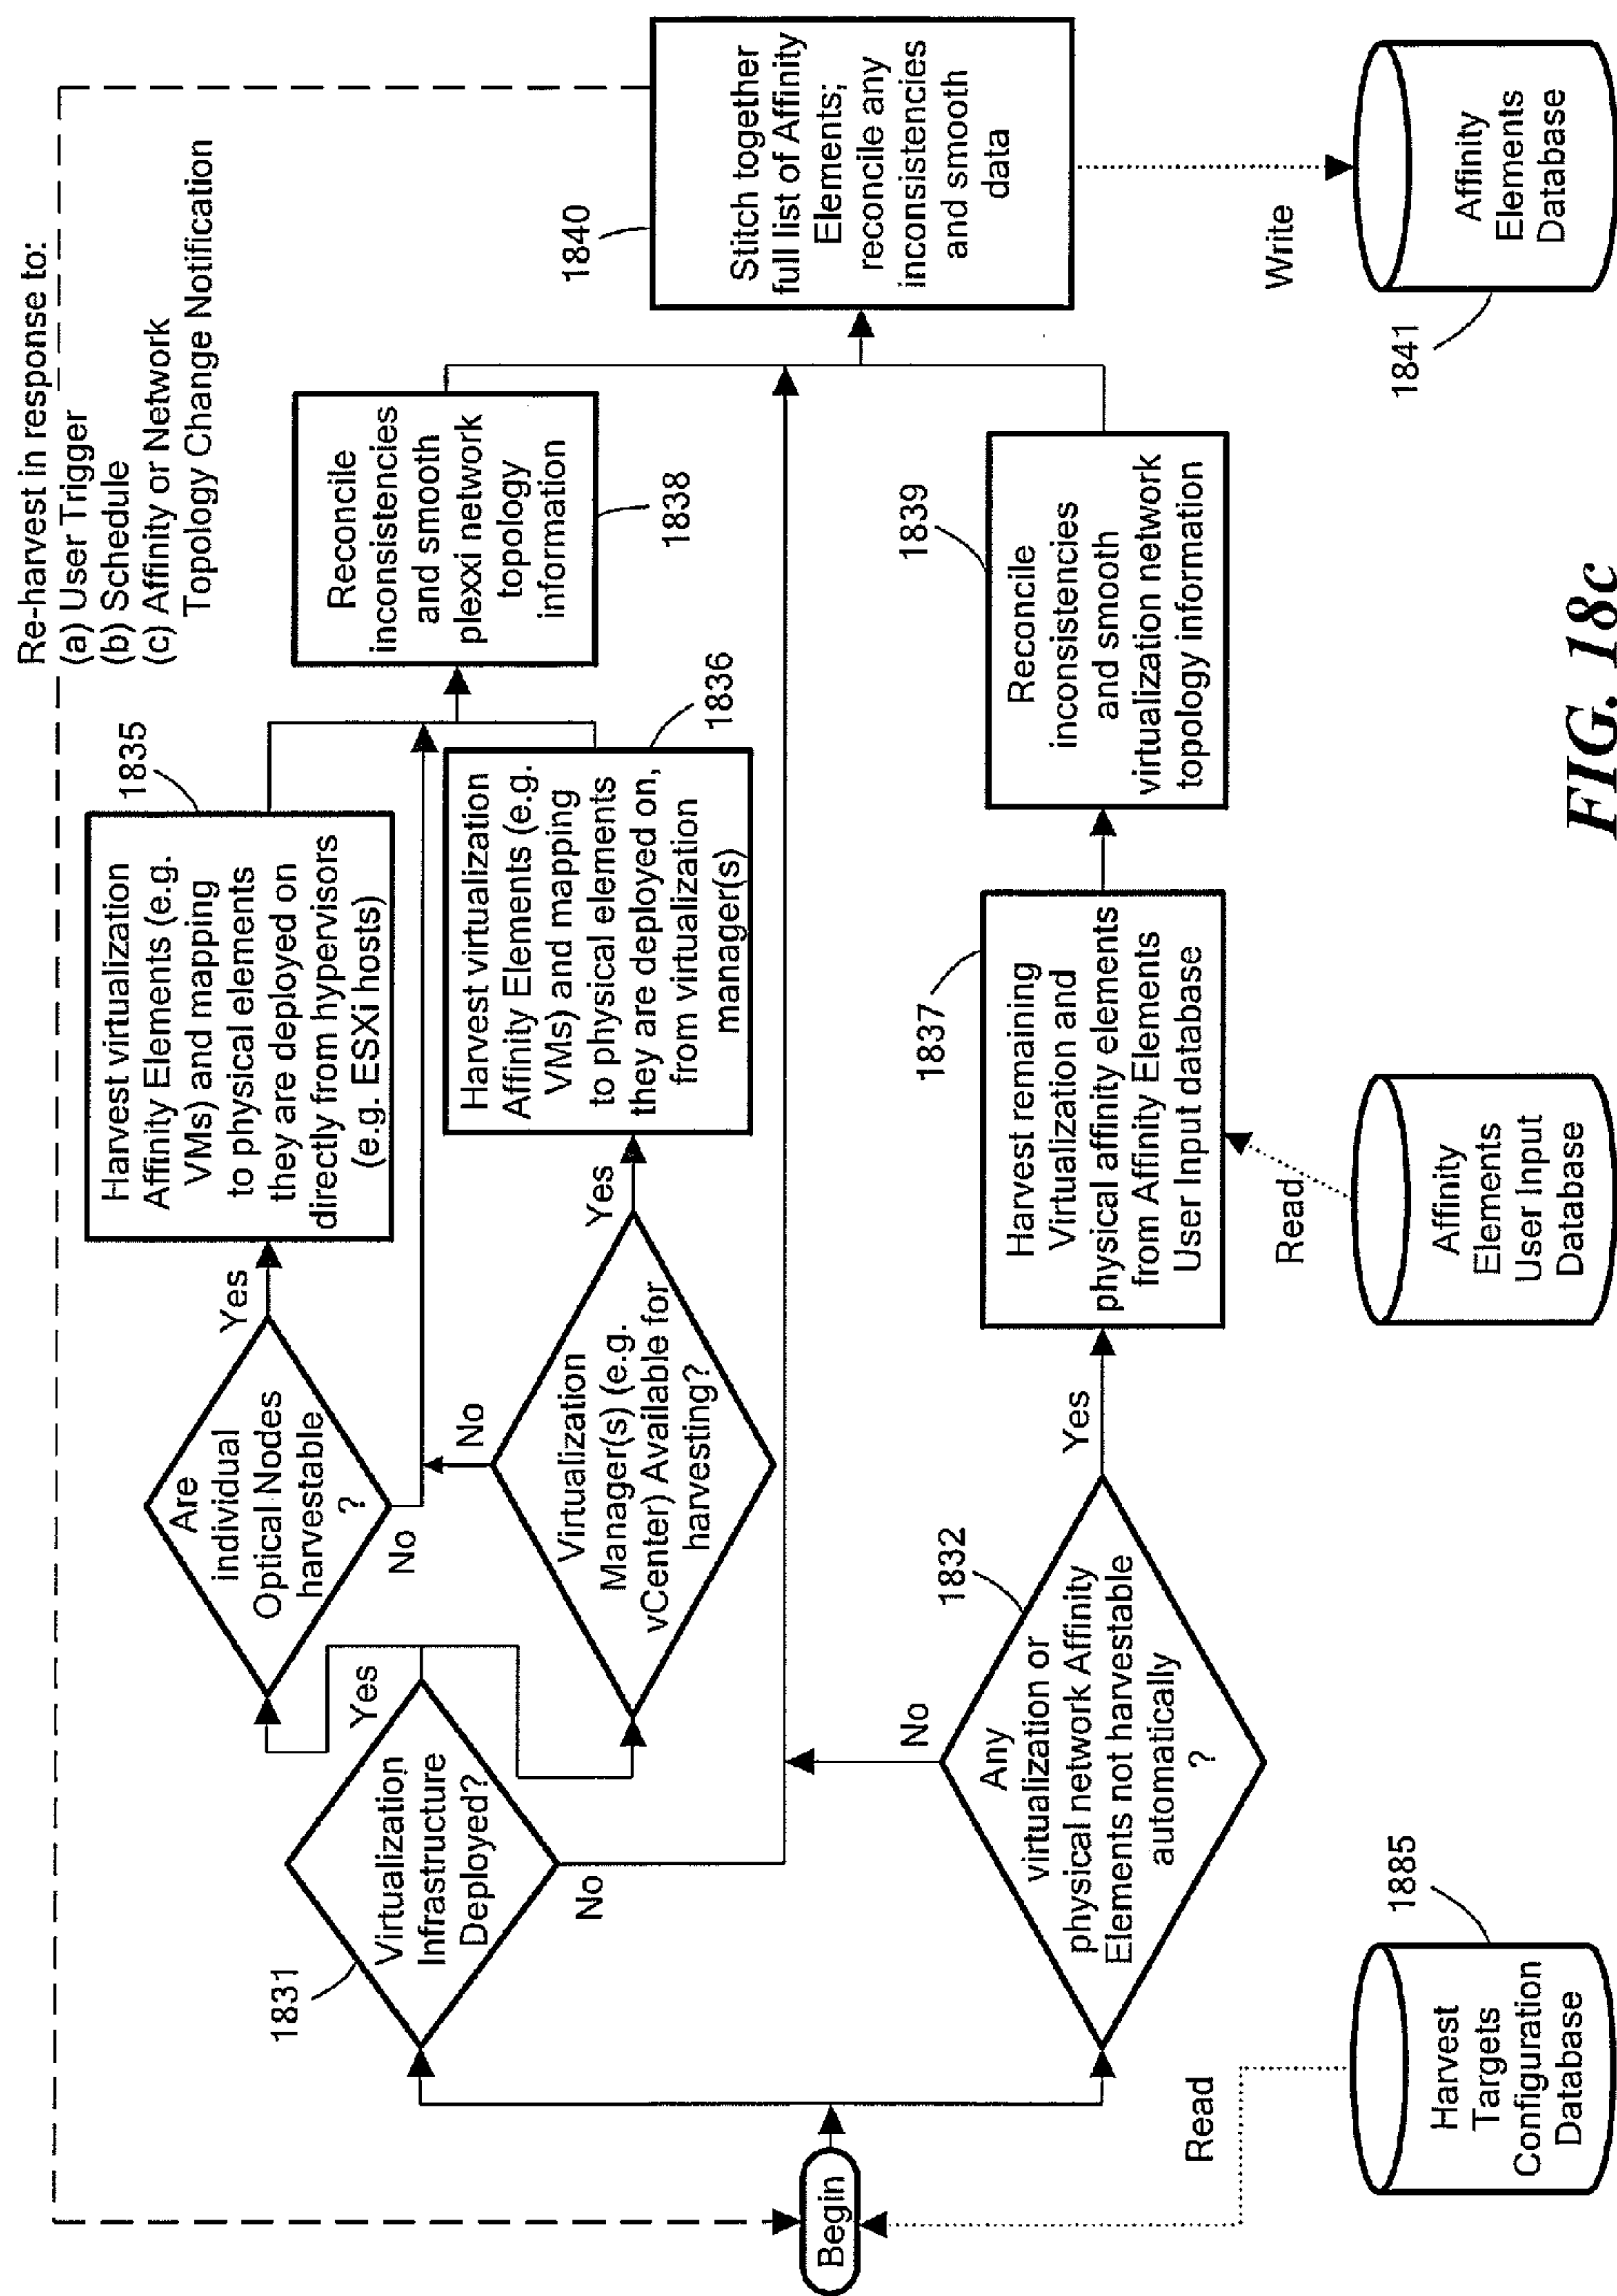 Re-harvest in response to:
(a) User Trigger
(b) Schedule
(c) Affinity or Network
Topology Change Notification
Begin
Read
Harvest
Targets
Configuration
Database
1885
1831
Virtualization
Infrastructure
Deployed?
Yes
No
Are
individual
Optical Nodes
harvestable
?
Yes
No
1835
Harvest virtualization
Affinity Elements (e.g.
VMs) and mapping
to physical elements
they are deployed on
directly from hypervisors
(e.g. ESXi hosts)
Virtualization
Manager(s) (e.g.
vCenter) Available for
harvesting?
No
Yes
1836
Harvest virtualization
Affinity Elements (e.g.
VMs) and mapping
to physical elements
they are deployed on,
from virtualization
manager(s)
Reconcile
inconsistencies
and smooth
plexxi network
topology
information
1838
1832
Any
virtualization or
physical network Affinity
Elements not harvestable
automatically
?
No
Yes
1837
Harvest remaining
Virtualization and
physical affinity elements
from Affinity Elements
User Input database
Read
Affinity
Elements
User Input
Database
1839
Reconcile
inconsistencies
and smooth
virtualization network
topology information
1840
Stitch together
full list of Affinity
Elements;
reconcile any
inconsistencies
and smooth
data
Write
Affinity
Elements
Database
1841
FIG. 18c